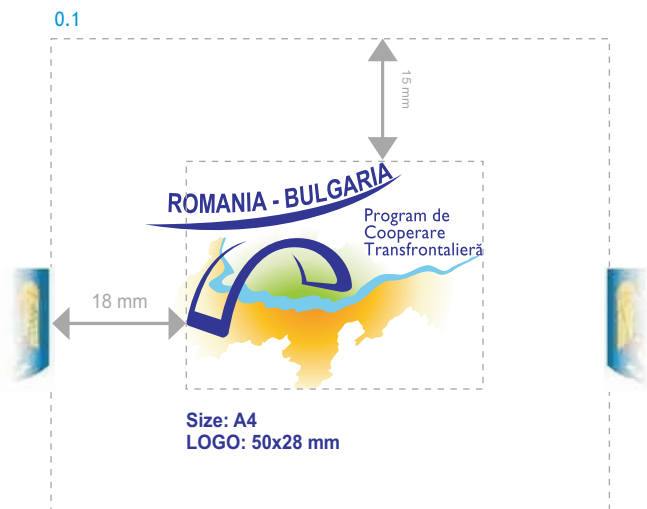 0.1
15 mm
ROMANIA - BULGARIA
Program de
Cooperare
Transfrontalieră
18 mm
Size: A4
LOGO: 50x28 mm